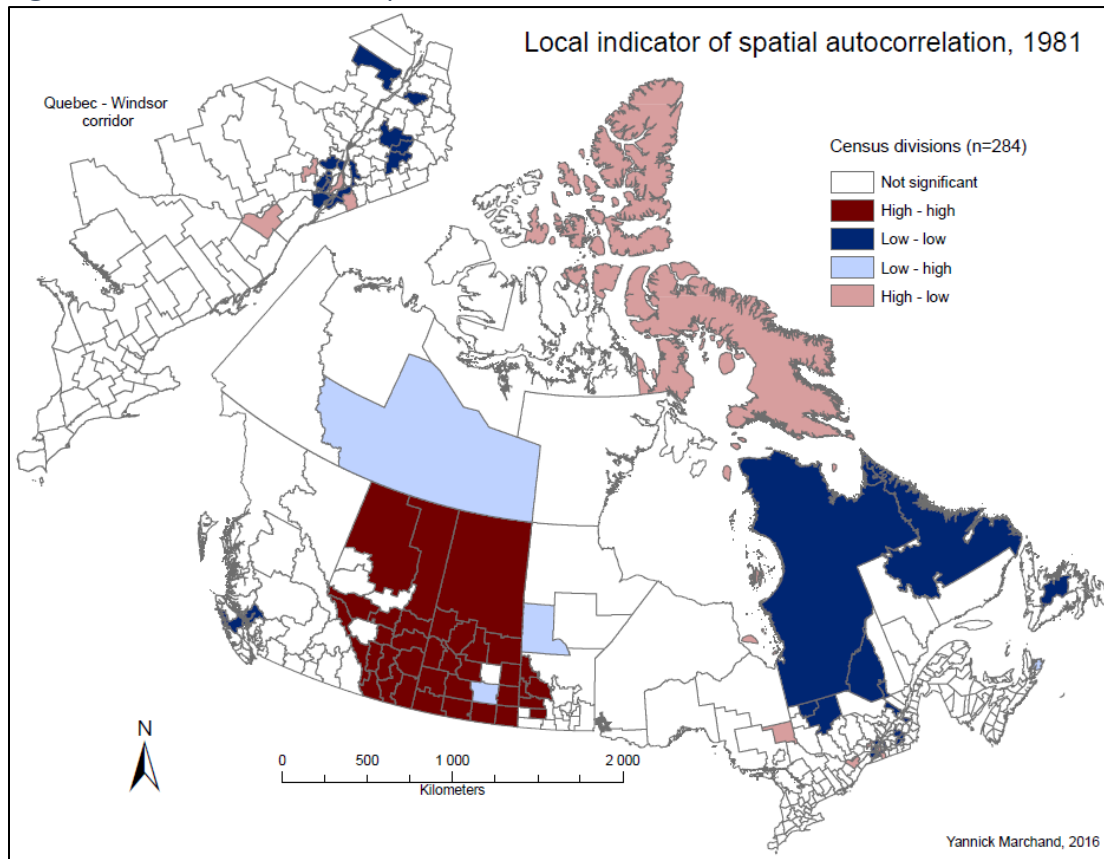 Local indicator of spatial autocorrelation, 1981
Quebec - Windsor
corridor
Census divisions (n=284)
Not significant
High - high
Low - low
Low - high
High - low
N
0 500 1 000 2 000
Kilometers
Yannick Marchand, 2016